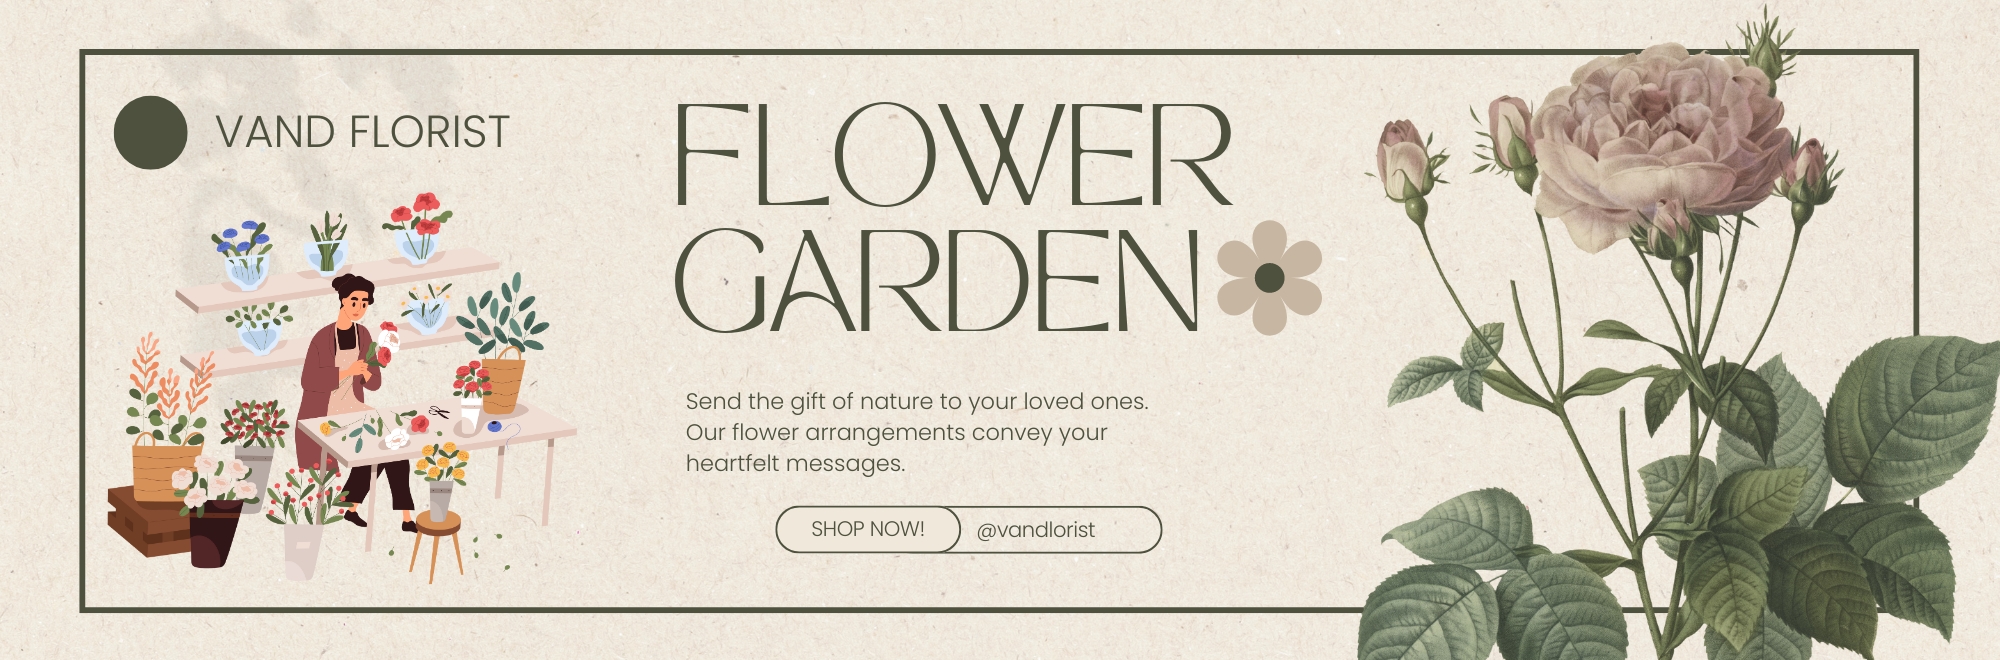 VAND FLORIST
FLOWER
GARDEN
Send the gift of nature to your loved ones.
Our flower arrangements convey your
heartfelt messages.
SHOP NOW!
@vandlorist